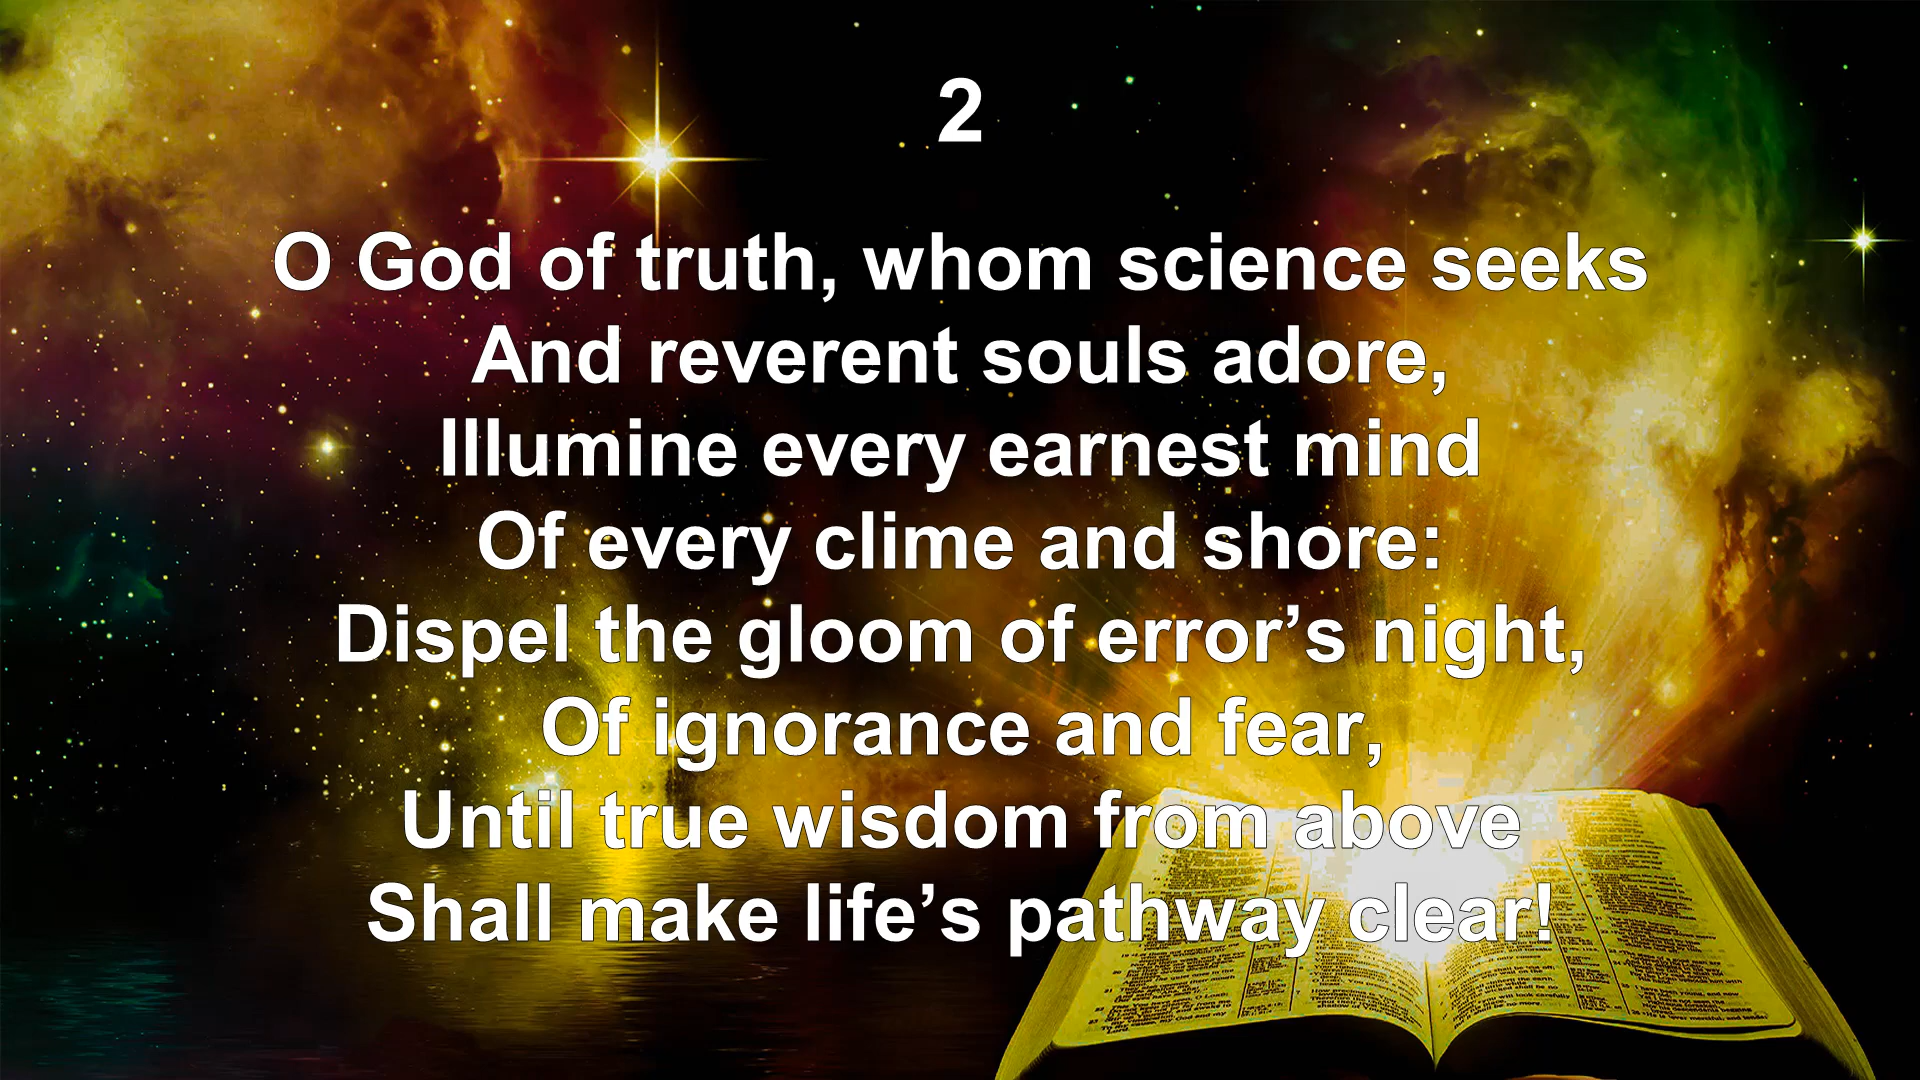 2
O God of truth, whom science seeks
And reverent souls adore,
Illumine every earnest mind
Of every clime and shore:
Dispel the gloom of error’s night,
Of ignorance and fear,
Until true wisdom from above
Shall make life’s pathway clear!